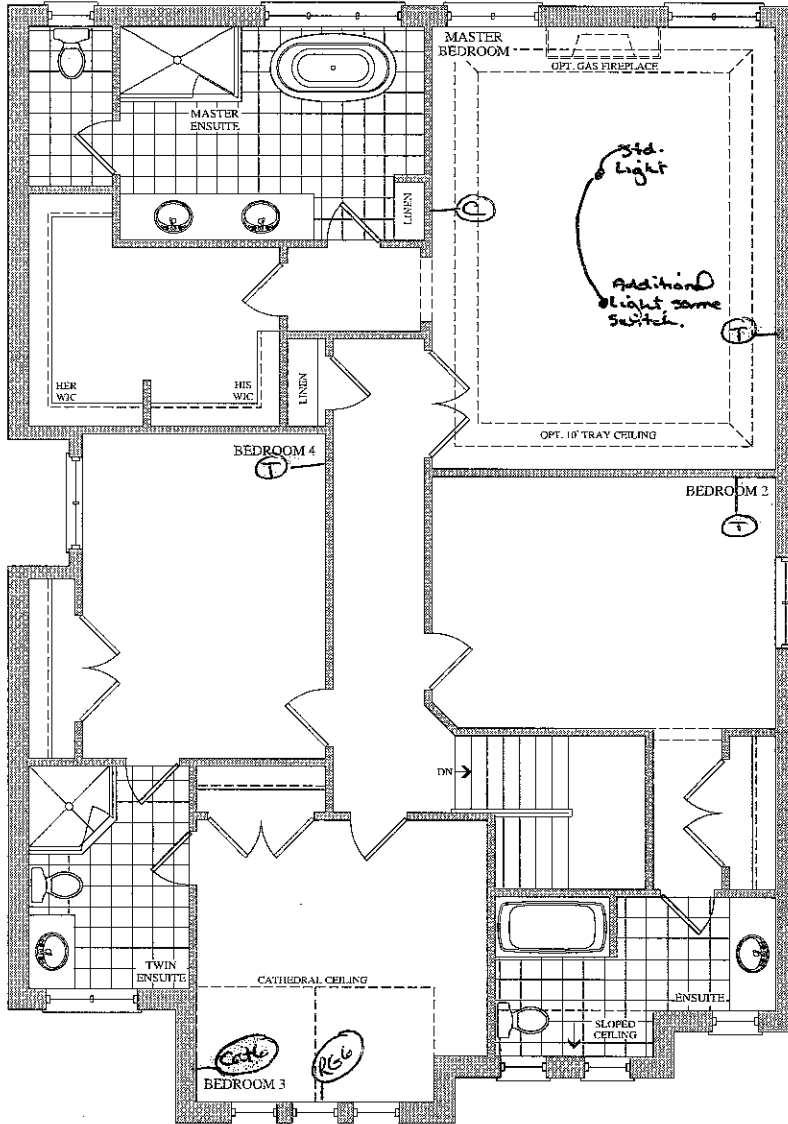 MASTER
BEDROOM
OPT. GAS FIREPLACE
MASTER
ENSUITE
Std.
Light
LINEN
Additional
Light same
Switch.
T
HER
WIC
HIS
WIC
LINEN
OPT. 10' TRAY CEILING
BEDROOM 4
T
BEDROOM 2
T
DN
TWIN
ENSUITE
CATHEDRAL CEILING
ENSUITE
SLOPED
CEILING
Cat6
RG6
BEDROOM 3